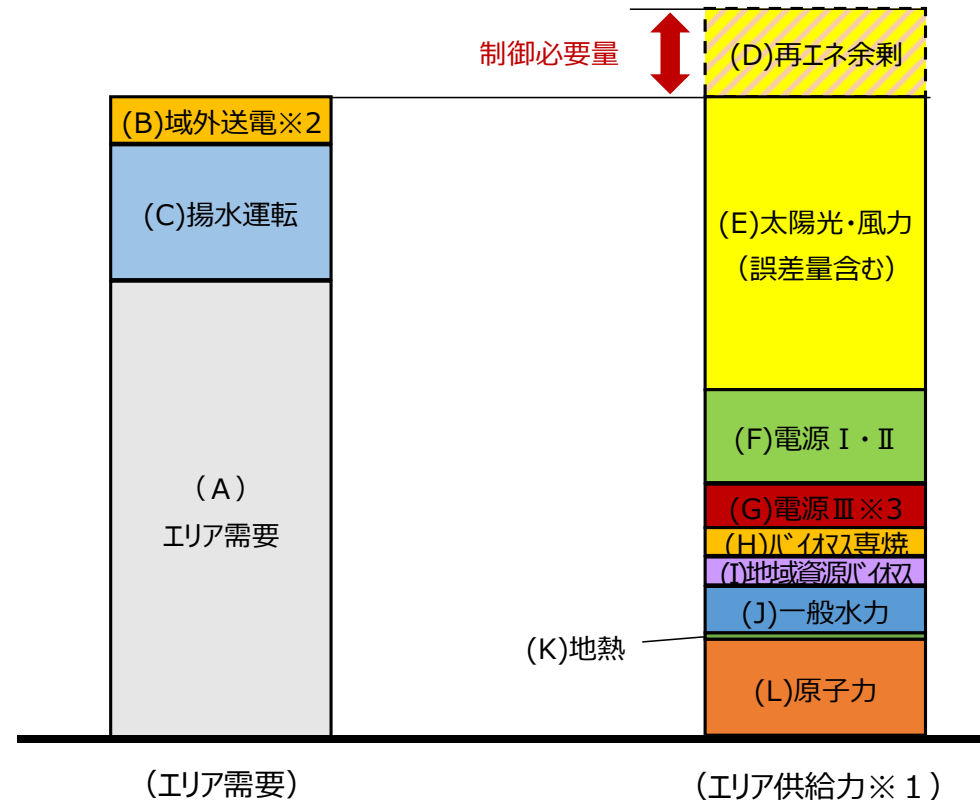 制御必要量
(D)再エネ余剰
(B)域外送電※2
(C)揚水運転
(A)
エリア需要
(E)太陽光・風力
(誤差量含む)
(F)電源Ⅰ・Ⅱ
(G)電源Ⅲ※3
(H)バイオマス専焼
(I)地域資源バイオマス
(J)一般水力
(K)地熱
(L)原子力
(エリア需要)
(エリア供給力※1)